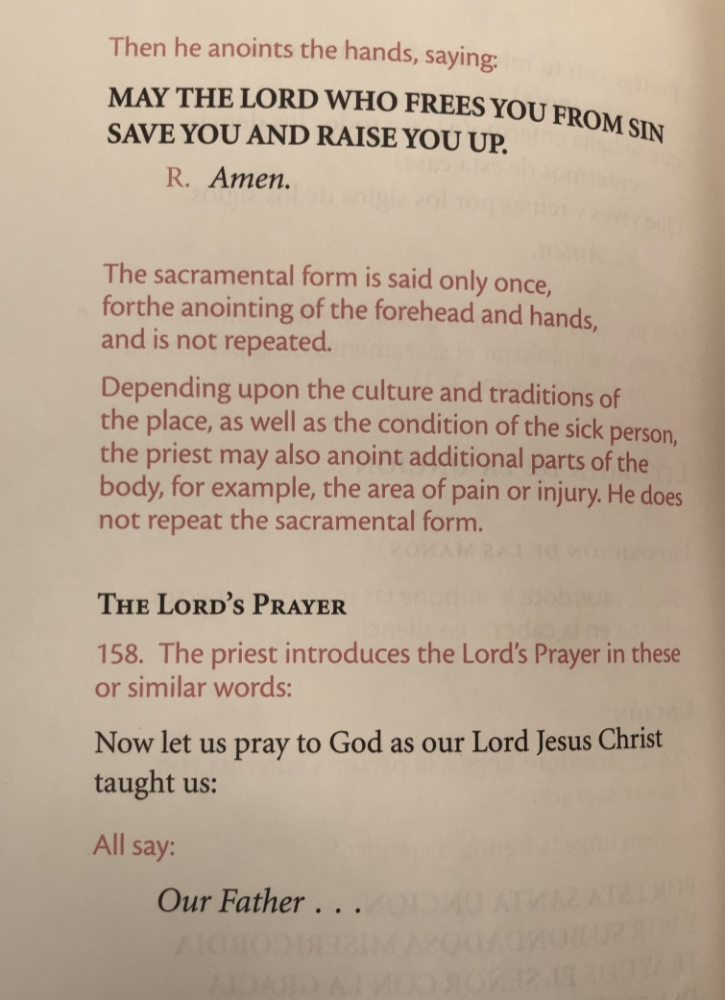 Then he anoints the hands, saying:
MAY THE LORD WHO FREES YOU FROM SIN
SAVE YOU AND RAISE YOU UP.
R. Amen.
The sacramental form is said only once,
forthe anointing of the forehead and hands,
and is not repeated.
Depending upon the culture and traditions of
the place, as well as the condition of the sick person,
the priest may also anoint additional parts of the
body, for example, the area of pain or injury. He does
not repeat the sacramental form.
THE LORD'S PRAYER
158. The priest introduces the Lord's Prayer in these
or similar words:
Now let us pray to God as our Lord Jesus Christ
taught us:
All say:
Our Father . . .